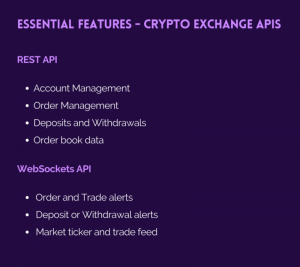 ESSENTIAL FEATURES - CRYPTO EXCHANGE APIS
REST API
• Account Management
• Order Management
• Deposits and Withdrawals
• Order book data
WebSockets API
• Order and Trade alerts
• Deposit or Withdrawal alerts
• Market ticker and trade feed